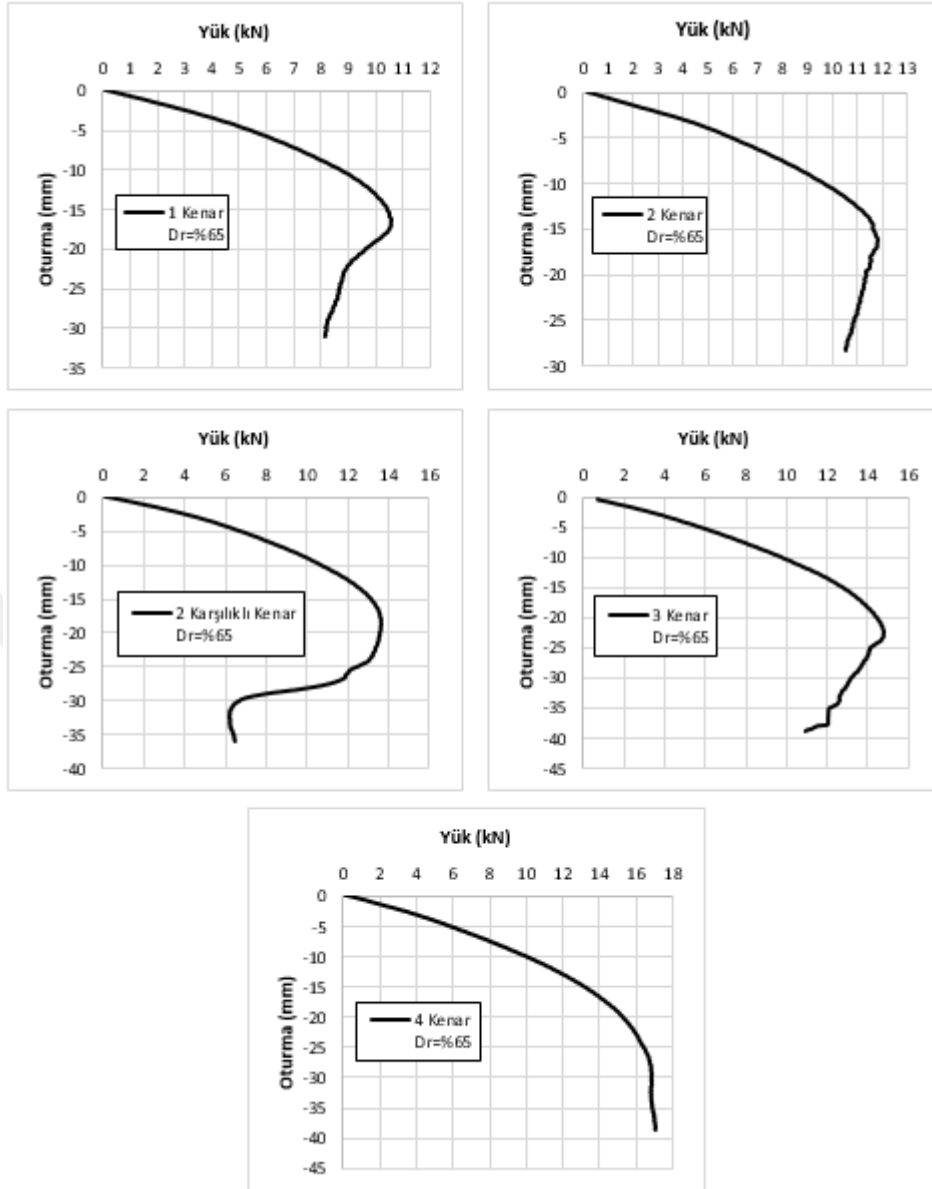 Yük (kN)
0 1 2 3 4 5 6 7 8 9 10 11 12
0
-5
-10
-15
-20
-25
-30
-35
Oturma (mm)
1 Kenar
Dr=%65
Yük (kN)
0 1 2 3 4 5 6 7 8 9 10 11 12 13
0
-5
-10
-15
-20
-25
-30
Oturma (mm)
2 Kenar
Dr=%65
Yük (kN)
0 2 4 6 8 10 12 14 16
0
-5
-10
-15
-20
-25
-30
-35
-40
Oturma (mm)
2 Karşılıklı Kenar
Dr=%65
Yük (kN)
0 2 4 6 8 10 12 14 16
0
-5
-10
-15
-20
-25
-30
-35
-40
-45
Oturma (mm)
3 Kenar
Dr=%65
Yük (kN)
0 2 4 6 8 10 12 14 16 18
0
-5
-10
-15
-20
-25
-30
-35
-40
-45
Oturma (mm)
4 Kenar
Dr=%65